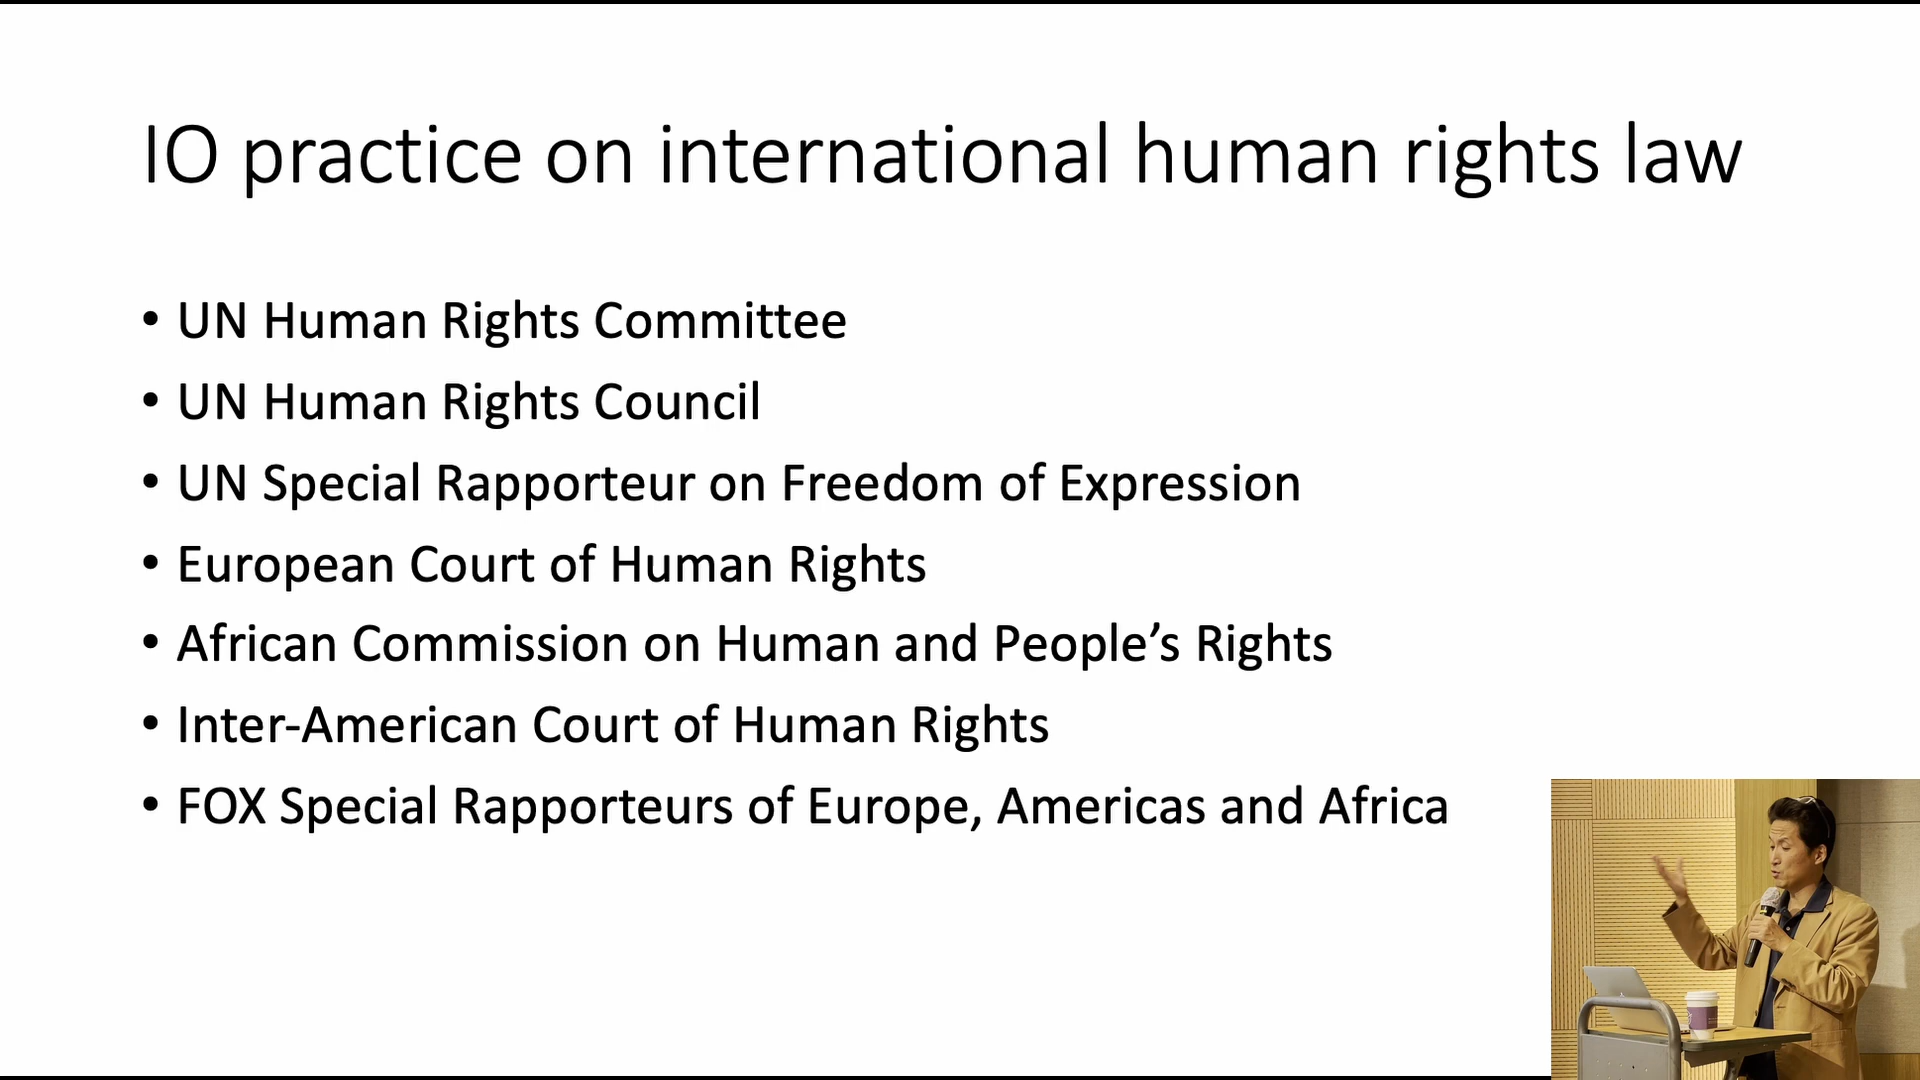 IO practice on international human rights law
• UN Human Rights Committee
• UN Human Rights Council
• UN Special Rapporteur on Freedom of Expression
• European Court of Human Rights
• African Commission on Human and People’s Rights
• Inter-American Court of Human Rights
• FOX Special Rapporteurs of Europe, Americas and Africa